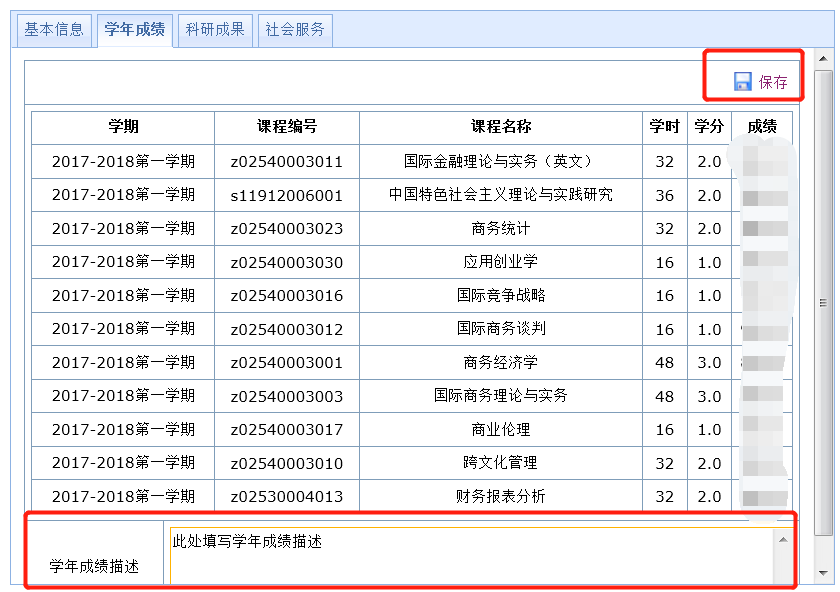 基本信息 学年成绩 科研成果 社会服务
保存
学期 课程编号 课程名称 学时 学分 成绩
2017-2018第一学期 z02540003011 国际金融理论与实务（英文） 32 2.0
2017-2018第一学期 s11912006001 中国特色社会主义理论与实践研究 36 2.0
2017-2018第一学期 z02540003023 商务统计 32 2.0
2017-2018第一学期 z02540003030 应用创业学 16 1.0
2017-2018第一学期 z02540003016 国际竞争战略 16 1.0
2017-2018第一学期 z02540003012 国际商务谈判 16 1.0
2017-2018第一学期 z02540003001 商务经济学 48 3.0
2017-2018第一学期 z02540003003 国际商务理论与实务 48 3.0
2017-2018第一学期 z02540003017 商业伦理 16 1.0
2017-2018第一学期 z02540003010 跨文化管理 32 2.0
2017-2018第一学期 z02530004013 财务报表分析 32 2.0
此处填写学年成绩描述
学年成绩描述